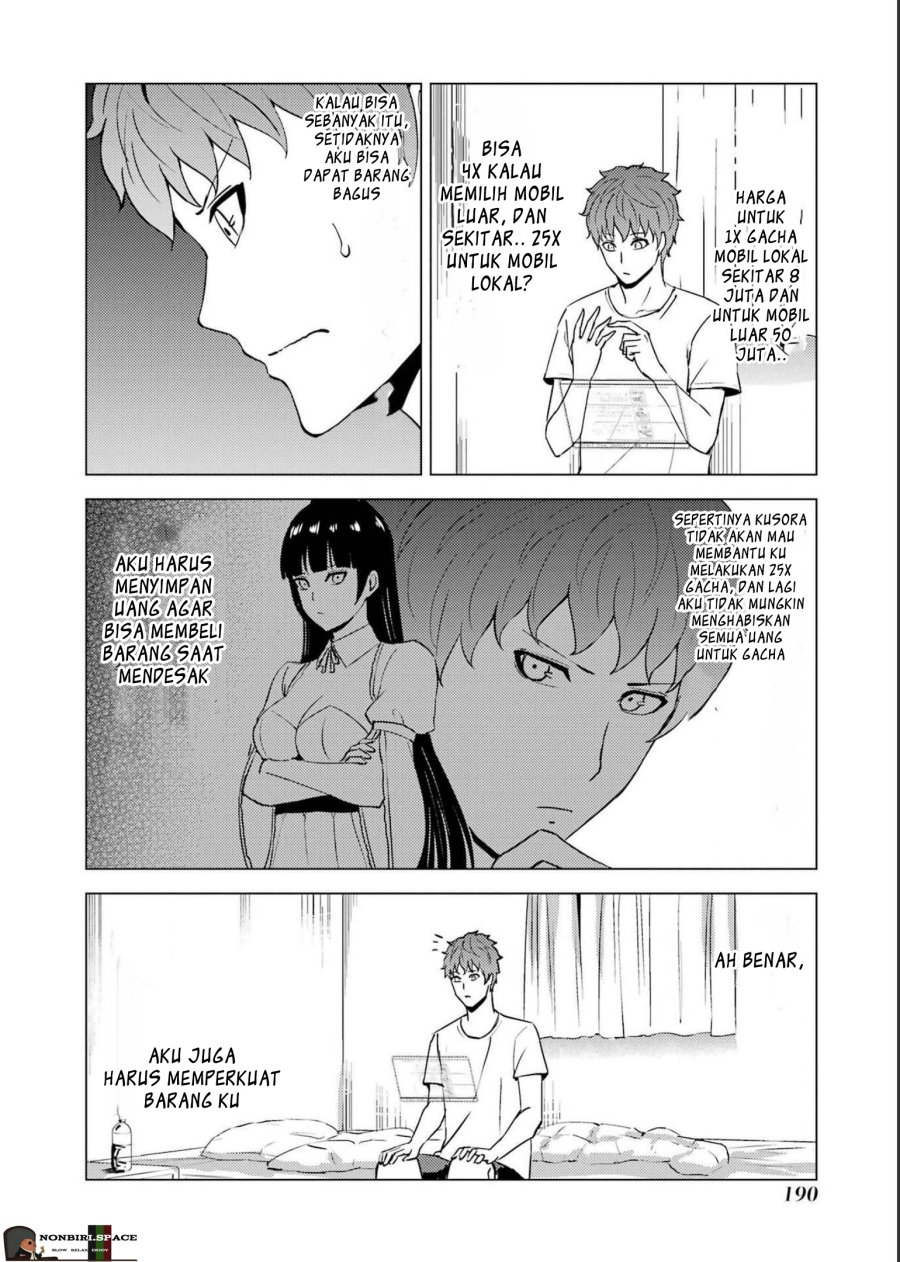 HARGA
UNTUK
1X GACHA
MOBIL LOKAL
SEKITAR 8
JUTA DAN
UNTUK MOBIL
LUAR 50
JUTA..
BISA
4X KALAU
MEMILIH MOBIL
LUAR, DAN
SEKITAR.. 25X
UNTUK MOBIL
LOKAL?
KALAU BISA
SEBANYAK ITU,
SETIDAKNYA
AKU BISA
DAPAT BARANG
BAGUS
SEPERTINYA KUSORA
TIDAK AKAN MAU
MEMBANTU KU
MELAKUKAN 25X
GACHA, DAN LAGI
AKU TIDAK MUNGKIN
MENGHABISKAN
SEMUA UANG
UNTUK GACHA
AKU HARUS
MENYIMPAN
UANG AGAR
BISA MEMBELI
BARANG SAAT
MENDESAK
AH BENAR,
AKU JUGA
HARUS MEMPERKUAT
BARANG KU
190
NONBIRI.SPACE
SLOW RELAX ENJOY